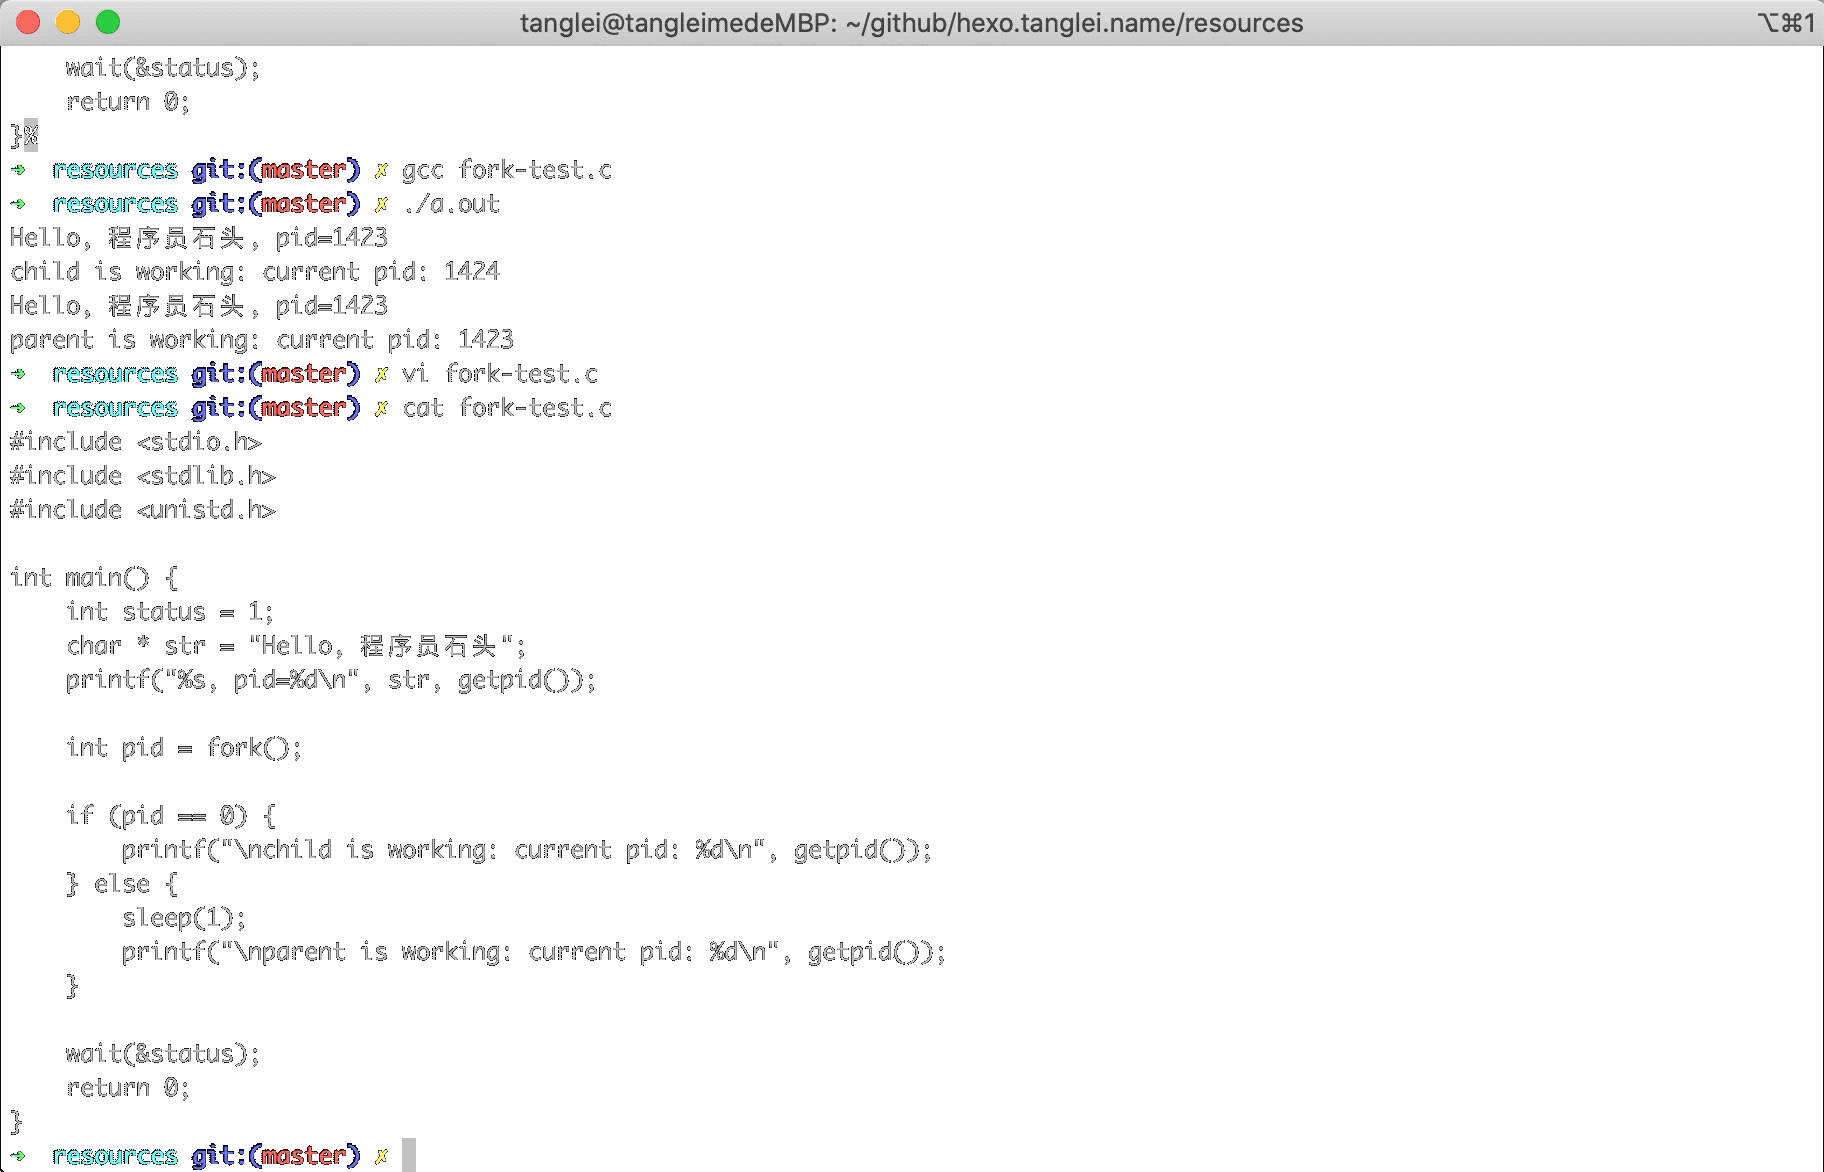 tanglei@tangleimedeMBP: ~/github/hexo.tanglei.name/resources ⌥⌘1
    wait(&status);
    return 0;
}%
➜  resources git:(master) ✗ gcc fork-test.c
➜  resources git:(master) ✗ ./a.out
Hello, 程序员石头, pid=1423
child is working: current pid: 1424
Hello, 程序员石头, pid=1423
parent is working: current pid: 1423
➜  resources git:(master) ✗ vi fork-test.c
➜  resources git:(master) ✗ cat fork-test.c
#include <stdio.h>
#include <stdlib.h>
#include <unistd.h>

int main() {
    int status = 1;
    char * str = "Hello, 程序员石头";
    printf("%s, pid=%d\n", str, getpid());

    int pid = fork();

    if (pid == 0) {
        printf("\nchild is working: current pid: %d\n", getpid());
    } else {
        sleep(1);
        printf("\nparent is working: current pid: %d\n", getpid());
    }

    wait(&status);
    return 0;
}
➜  resources git:(master) ✗